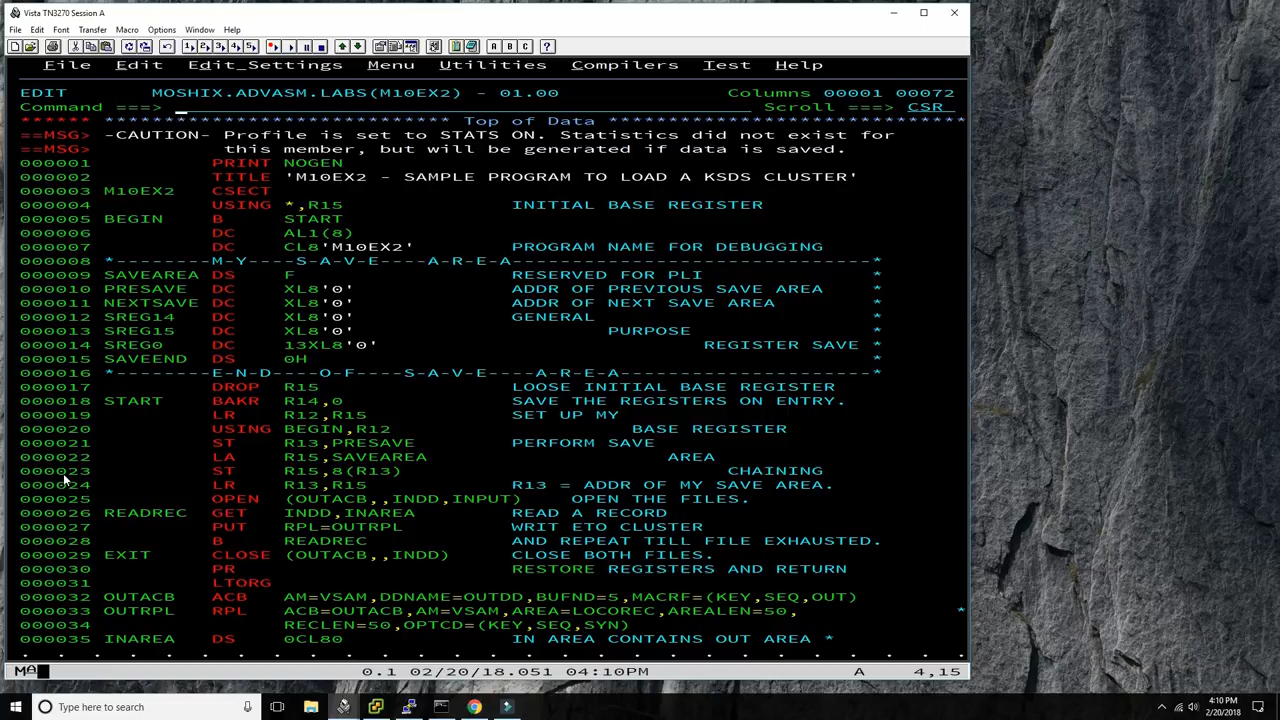 Vista TN3270 Session A
File Edit Font Transfer Macro Options Window Help
File Edit Edit_Settings Menu Utilities Compilers Test Help
EDIT MOSHIX.ADVASM.LABS(M10EX2) - 01.00 Columns 00001 00072
Command ===> Scroll ===> CSR
****** ***************************** Top of Data ******************************
==MSG> -CAUTION- Profile is set to STATS ON. Statistics did not exist for
==MSG> this member, but will be generated if data is saved.
000001 PRINT NOGEN
000002 TITLE 'M10EX2 - SAMPLE PROGRAM TO LOAD A KSDS CLUSTER'
000003 M10EX2 CSECT
000004 USING *,R15 INITIAL BASE REGISTER
000005 BEGIN B START
000006 DC AL1(8)
000007 DC CL8'M10EX2' PROGRAM NAME FOR DEBUGGING
000008 *--------M-Y----S-A-V-E----A-R-E-A---------------------------------*
000009 SAVEAREA DS F RESERVED FOR PLI *
000010 PRESAVE DC XL8'0' ADDR OF PREVIOUS SAVE AREA *
000011 NEXTSAVE DC XL8'0' ADDR OF NEXT SAVE AREA *
000012 SREG14 DC XL8'0' GENERAL *
000013 SREG15 DC XL8'0' PURPOSE *
000014 SREG0 DC 13XL8'0' REGISTER SAVE *
000015 SAVEEND DS 0H *
000016 *--------E-N-D----O-F----S-A-V-E----A-R-E-A------------------------*
000017 DROP R15 LOOSE INITIAL BASE REGISTER
000018 START BAKR R14,0 SAVE THE REGISTERS ON ENTRY.
000019 LR R12,R15 SET UP MY
000020 USING BEGIN,R12 BASE REGISTER
000021 ST R13,PRESAVE PERFORM SAVE
000022 LA R15,SAVEAREA AREA
000023 ST R15,8(R13) CHAINING
000024 LR R13,R15 R13 = ADDR OF MY SAVE AREA.
000025 OPEN (OUTACB,,INDD,INPUT) OPEN THE FILES.
000026 READREC GET INDD,INAREA READ A RECORD
000027 PUT RPL=OUTRPL WRIT ETO CLUSTER
000028 B READREC AND REPEAT TILL FILE EXHAUSTED.
000029 EXIT CLOSE (OUTACB,,INDD) CLOSE BOTH FILES.
000030 PR RESTORE REGISTERS AND RETURN
000031 LTORG
000032 OUTACB ACB AM=VSAM,DDNAME=OUTDD,BUFND=5,MACRF=(KEY,SEQ,OUT)
000033 OUTRPL RPL ACB=OUTACB,AM=VSAM,AREA=LOCOREC,AREALEN=50, *
000034 RECLEN=50,OPTCD=(KEY,SEQ,SYN)
000035 INAREA DS 0CL80 IN AREA CONTAINS OUT AREA *
0.1 02/20/18.051 04:10PM A 4,15
Type here to search
4:10 PM
2/20/2018